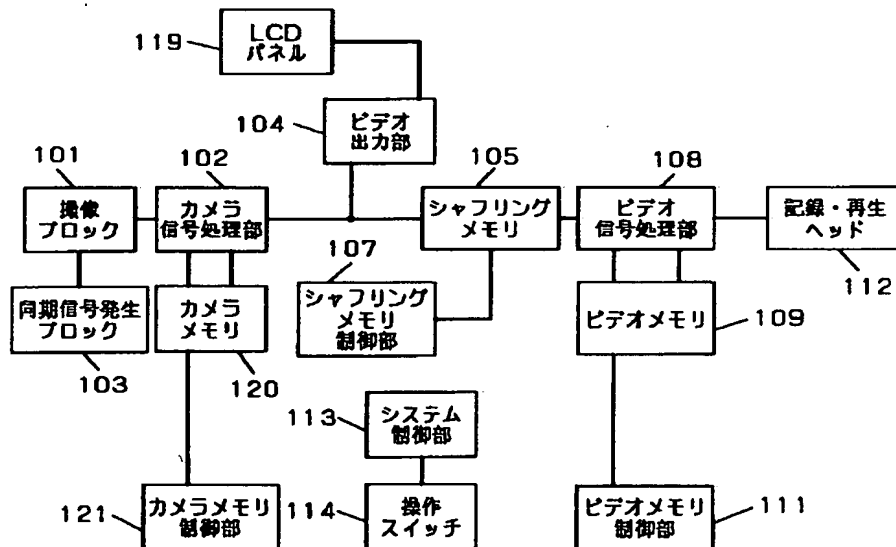 119
LCD
パネル
104
ビデオ
出力部
101
撮像
ブロック
102
カメラ
信号処理部
105
シャフリング
メモリ
108
ビデオ
信号処理部
記録・再生
ヘッド
112
同期信号発生
ブロック
103
カメラ
メモリ
120
107
シャフリング
メモリ
制御部
ビデオメモリ
109
113
システム
制御部
121
カメラメモリ
制御部
114
操作
スイッチ
ビデオメモリ
制御部
111